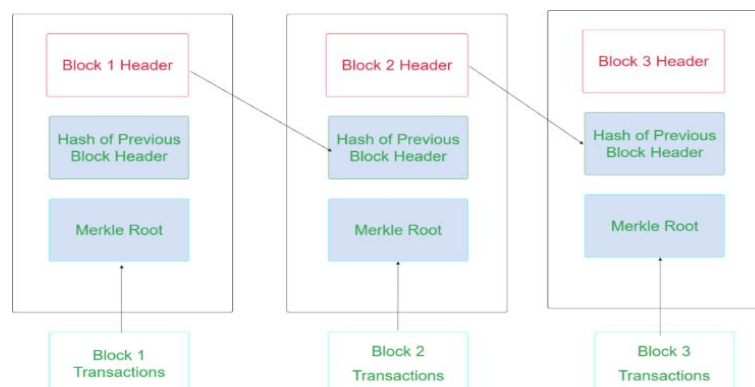 Block 1 Header
Hash of Previous
Block Header
Merkle Root
Block 1
Transactions
Block 2 Header
Hash of Previous
Block Header
Merkle Root
Block 2
Transactions
Block 3 Header
Hash of Previous
Block Header
Merkle Root
Block 3
Transactions